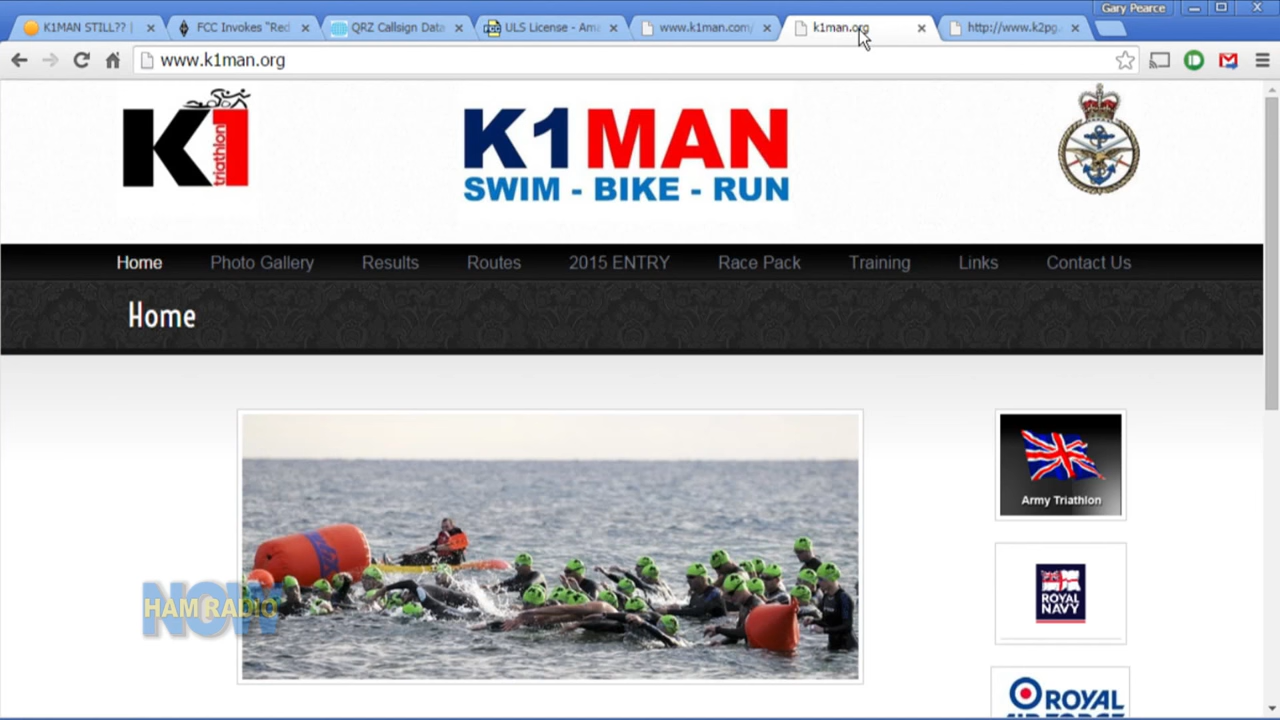 Gary Pearce
K1MAN STILL?? |
FCC Invokes "Red
QRZ Callsign Data
ULS License - Ama
www.k1man.com/
k1man.org
http://www.k2pg.
www.k1man.org
K1
triathlon
K1MAN
SWIM - BIKE - RUN
Home
Photo Gallery
Results
Routes
2015 ENTRY
Race Pack
Training
Links
Contact Us
Home
Army Triathlon
ROYAL
NAVY
ROYAL
AIR FORCE
NOW
HAM RADIO